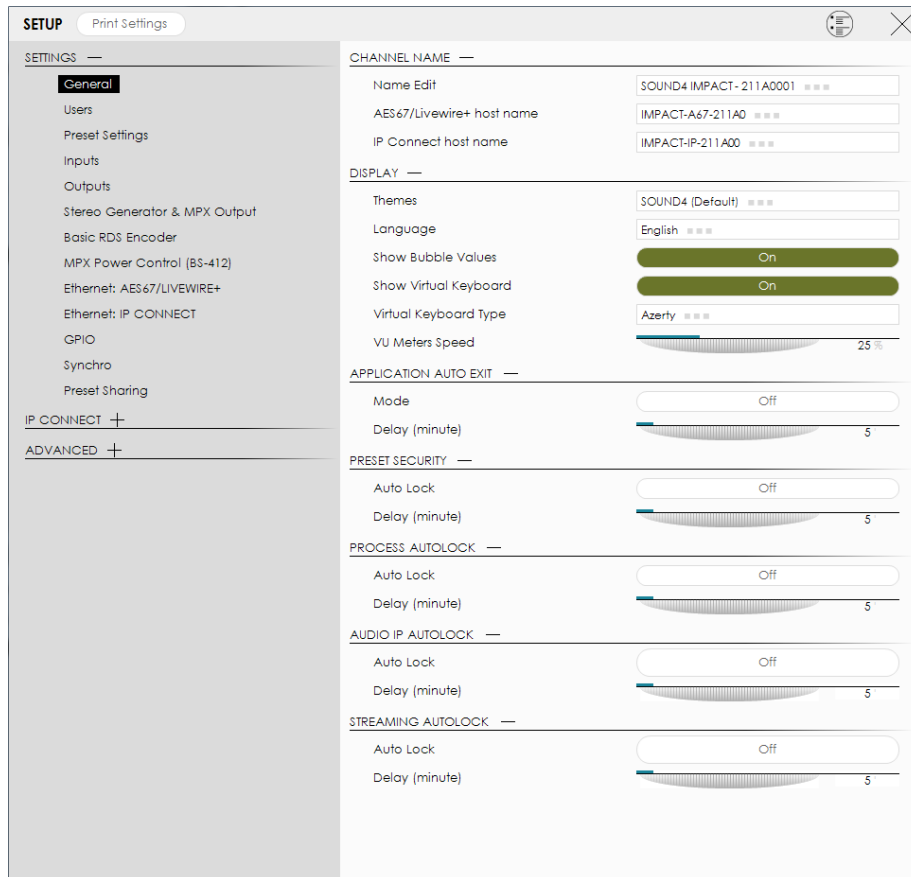 SETUP Print Settings
SETTINGS
General
Users
Preset Settings
Inputs
Outputs
Stereo Generator & MPX Output
Basic RDS Encoder
MPX Power Control (BS-412)
Ethernet: AES67/LIVEWIRE+
Ethernet: IP CONNECT
GPIO
Synchro
Preset Sharing
IP CONNECT
ADVANCED
CHANNEL NAME
Name Edit SOUND4 IMPACT - 211A0001
AES67/Livewire+ host name IMPACT-A67-211A0
IP Connect host name IMPACT-IP-211A00
DISPLAY
Themes SOUND4 (Default)
Language English
Show Bubble Values On
Show Virtual Keyboard On
Virtual Keyboard Type Azerty
VU Meters Speed 25 %
APPLICATION AUTO EXIT
Mode Off
Delay (minute) 5
PRESET SECURITY
Auto Lock Off
Delay (minute) 5
PROCESS AUTOLOCK
Auto Lock Off
Delay (minute) 5
AUDIO IP AUTOLOCK
Auto Lock Off
Delay (minute) 5
STREAMING AUTOLOCK
Auto Lock Off
Delay (minute) 5